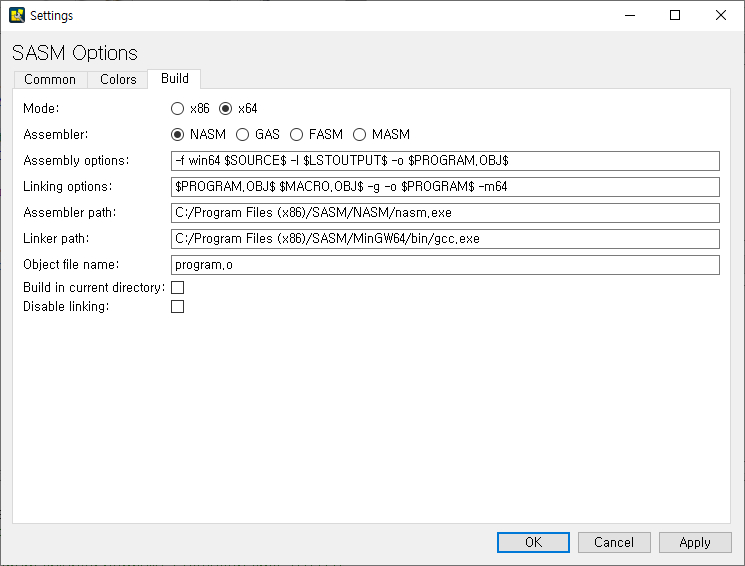 Settings
SASM Options
Common Colors Build
Mode: x86 x64
Assembler: NASM GAS FASM MASM
Assembly options: -f win64 $SOURCE$ -l $LSTOUTPUT$ -o $PROGRAM.OBJ$
Linking options: $PROGRAM.OBJ$ $MACRO.OBJ$ -g -o $PROGRAM$ -m64
Assembler path: C:/Program Files (x86)/SASM/NASM/nasm.exe
Linker path: C:/Program Files (x86)/SASM/MinGW64/bin/gcc.exe
Object file name: program.o
Build in current directory:
Disable linking:
OK Cancel Apply